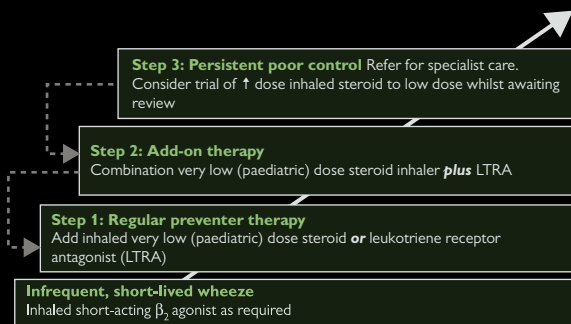 Step 3: Persistent poor control Refer for specialist care.
Consider trial of ↑ dose inhaled steroid to low dose whilst awaiting
review
Step 2: Add-on therapy
Combination very low (paediatric) dose steroid inhaler plus LTRA
Step 1: Regular preventer therapy
Add inhaled very low (paediatric) dose steroid or leukotriene receptor
antagonist (LTRA)
Infrequent, short-lived wheeze
Inhaled short-acting β₂ agonist as required